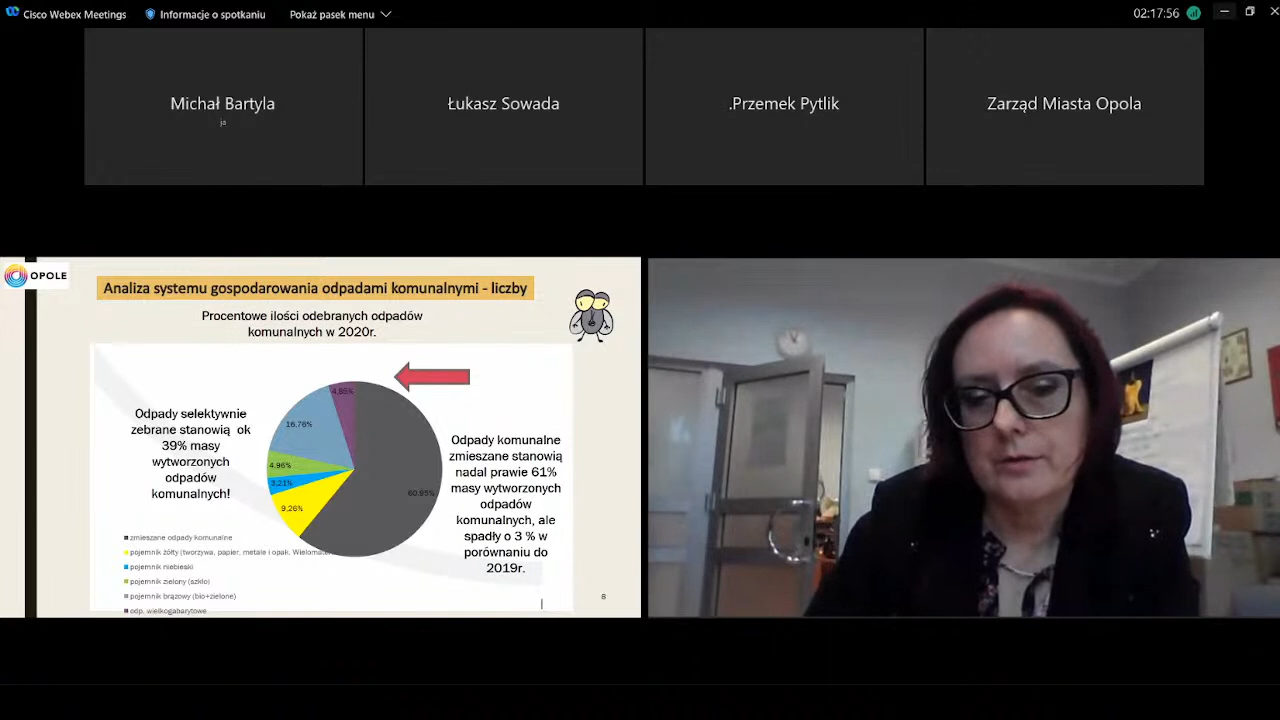 Cisco Webex Meetings
Informacje o spotkaniu
Pokaż pasek menu
02:17:56
Michał Bartyla
ja
Łukasz Sowada
.Przemek Pytlik
Zarząd Miasta Opola
OPOLE
Analiza systemu gospodarowania odpadami komunalnymi - liczby
Procentowe ilości odebranych odpadów
komunalnych w 2020r.
Odpady selektywnie
zebrane stanowią ok
39% masy
wytworzonych
odpadów
komunalnych!
4,85%
16,76%
4,96%
3,21%
9,26%
60,95%
Odpady komunalne
zmieszane stanowią
nadal prawie 61%
masy wytworzonych
odpadów
komunalnych, ale
spadły o 3 % w
porównaniu do
2019r.
zmieszane odpady komunalne
pojemnik żółty (tworzywa, papier, metale i opak.
pojemnik niebieski
pojemnik zielony (szkło)
pojemnik brązowy (bio+zielone)
odp. wielkogabarytowe
8